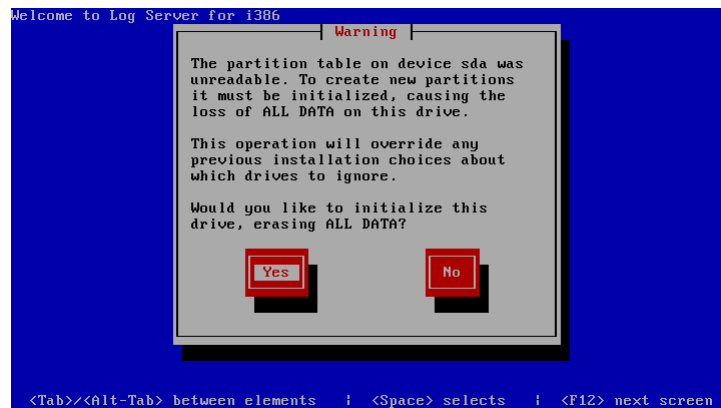 Welcome to Log Server for i386
Warning
The partition table on device sda was
unreadable. To create new partitions
it must be initialized, causing the
loss of ALL DATA on this drive.
This operation will override any
previous installation choices about
which drives to ignore.
Would you like to initialize this
drive, erasing ALL DATA?
Yes No
<Tab>/<Alt-Tab> between elements | <Space> selects | <F12> next screen